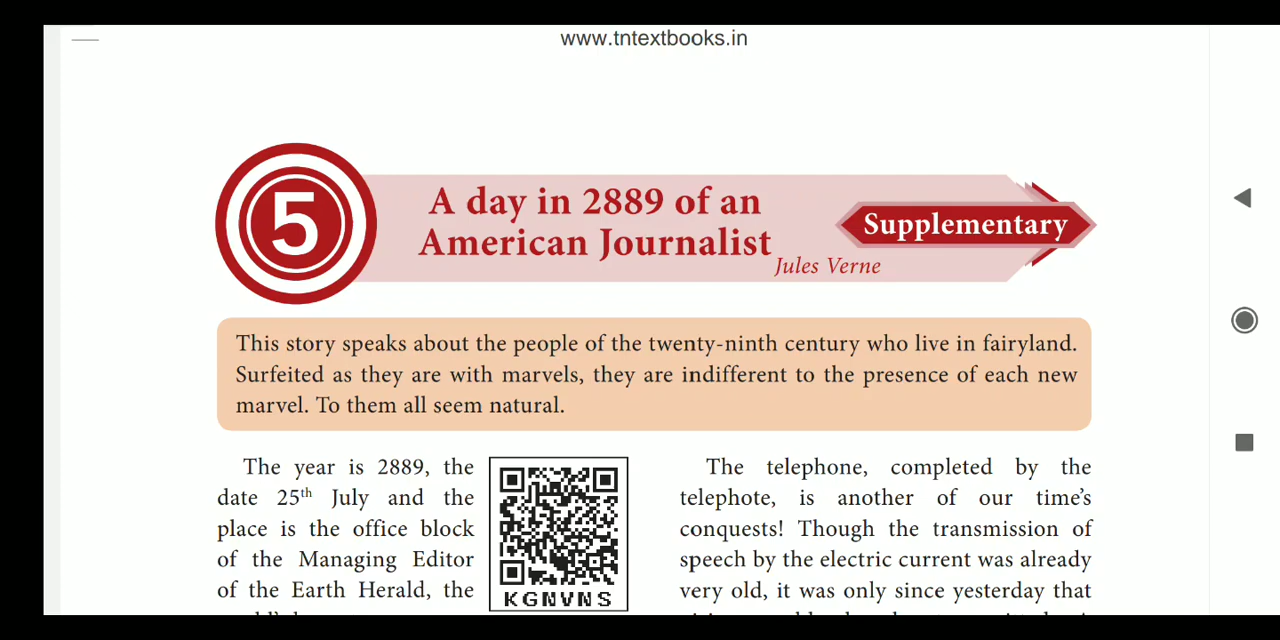 www.tntextbooks.in
5
A day in 2889 of an
American Journalist
Jules Verne
Supplementary
This story speaks about the people of the twenty-ninth century who live in fairyland.
Surfeited as they are with marvels, they are indifferent to the presence of each new
marvel. To them all seem natural.
The year is 2889, the
date 25th July and the
place is the office block
of the Managing Editor
of the Earth Herald, the
KGNVNS
The telephone, completed by the
telephote, is another of our time's
conquests! Though the transmission of
speech by the electric current was already
very old, it was only since yesterday that